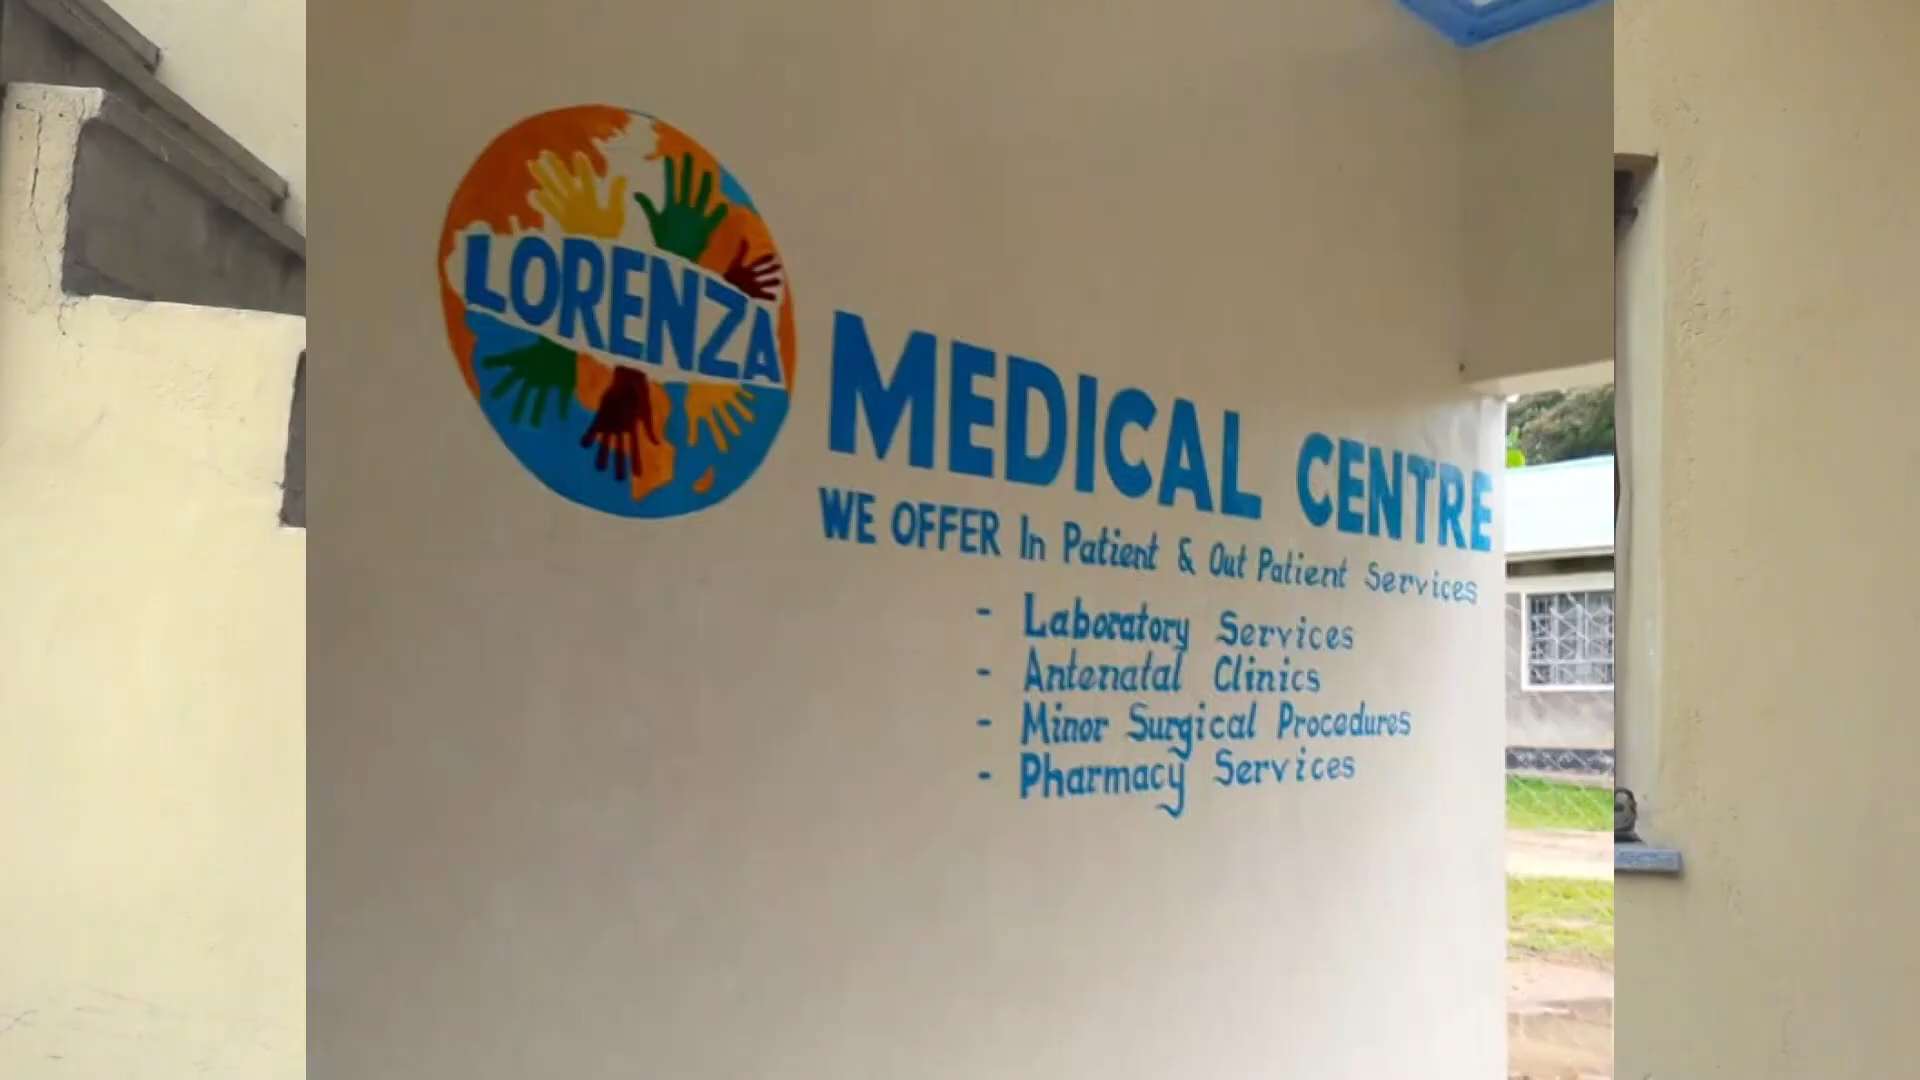 LORENZA
MEDICAL CENTRE
WE OFFER In Patient & Out Patient Services
- Laboratory Services
- Antenatal Clinics
- Minor Surgical Procedures
- Pharmacy Services